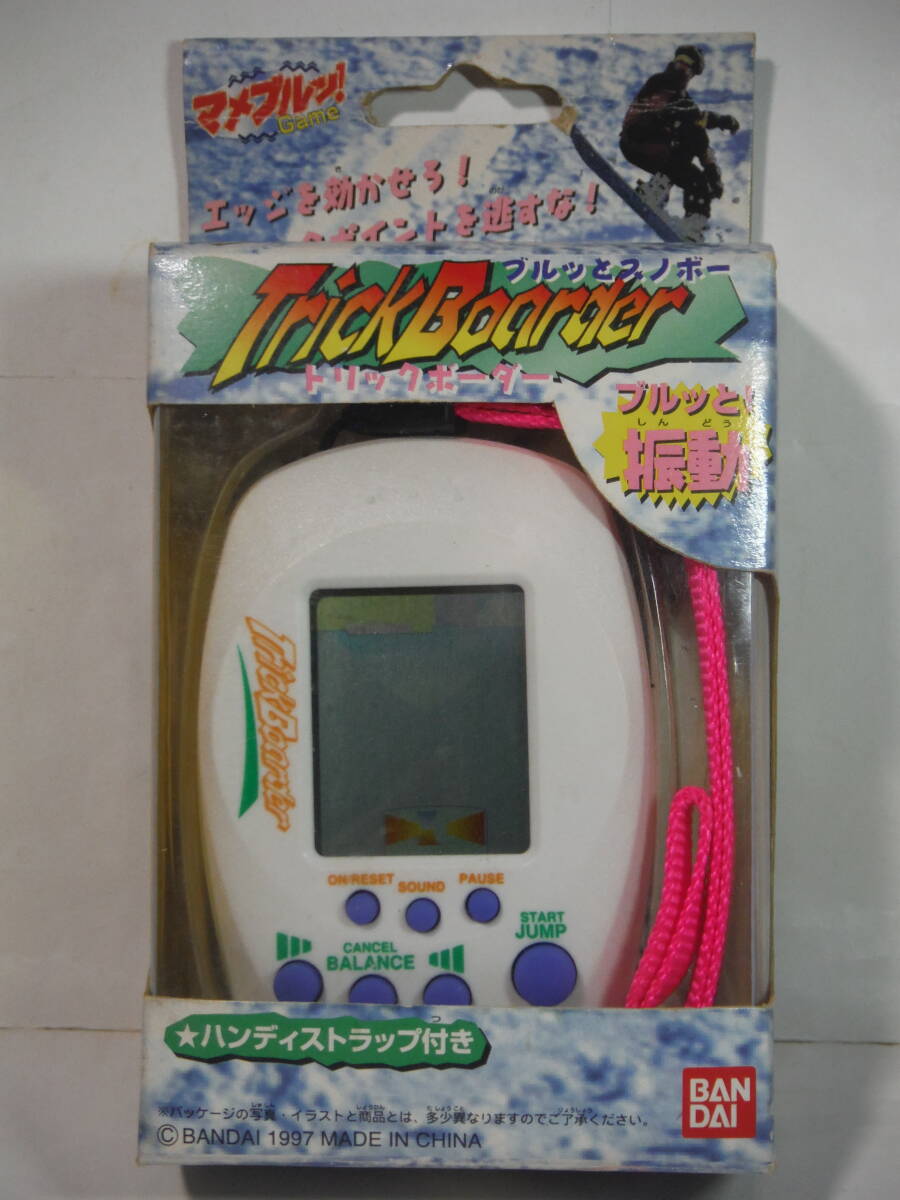 マメブルッ!
Game
エッジを効かせろ!
ポイントを逃すな!
ブルッとスノボー
TrickBoarder
トリックボーダー
ブルッと!
しんどう
振動
TrickBoarder
ON/RESET SOUND PAUSE
START
JUMP
CANCEL
BALANCE
★ハンディストラップ付き
※パッケージの写真・イラストと商品とは、多少異なりますのでご了承ください。
©BANDAI 1997 MADE IN CHINA
BAN
DAI